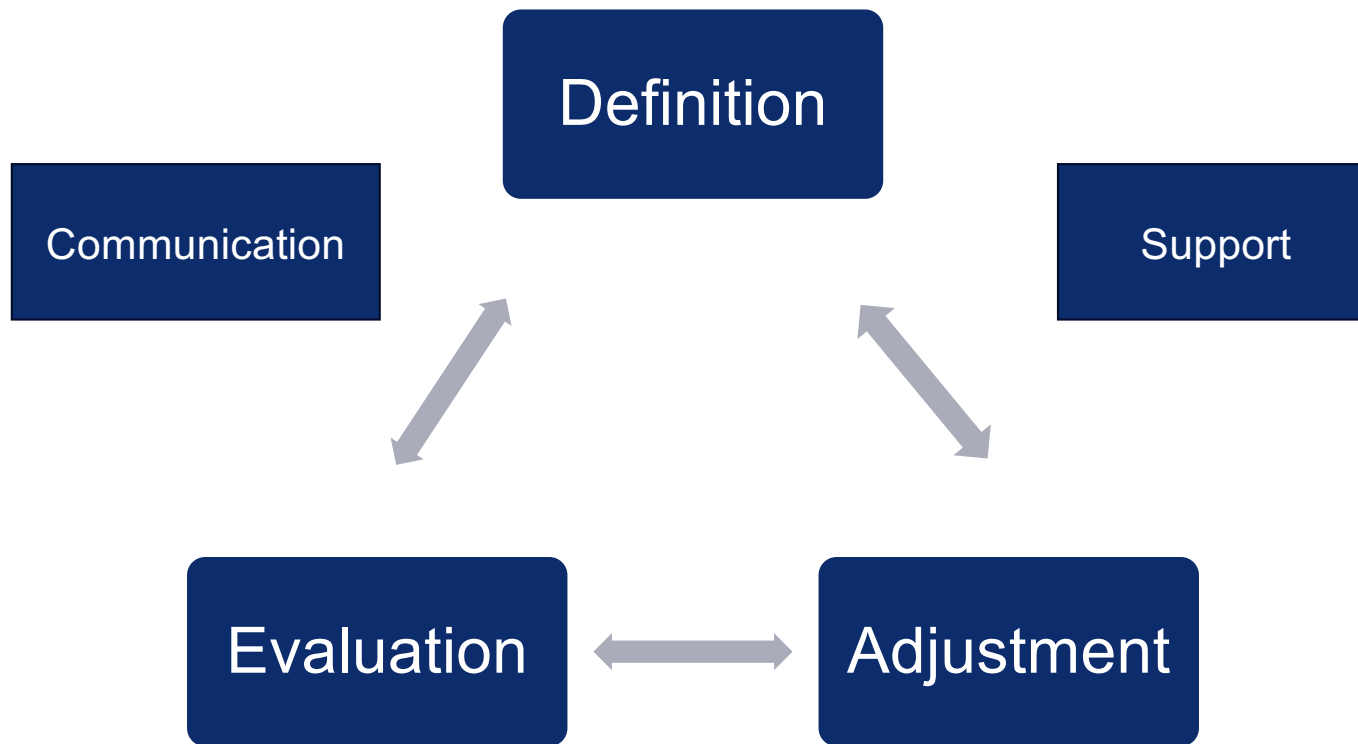 Definition
Communication
Support
Evaluation
Adjustment